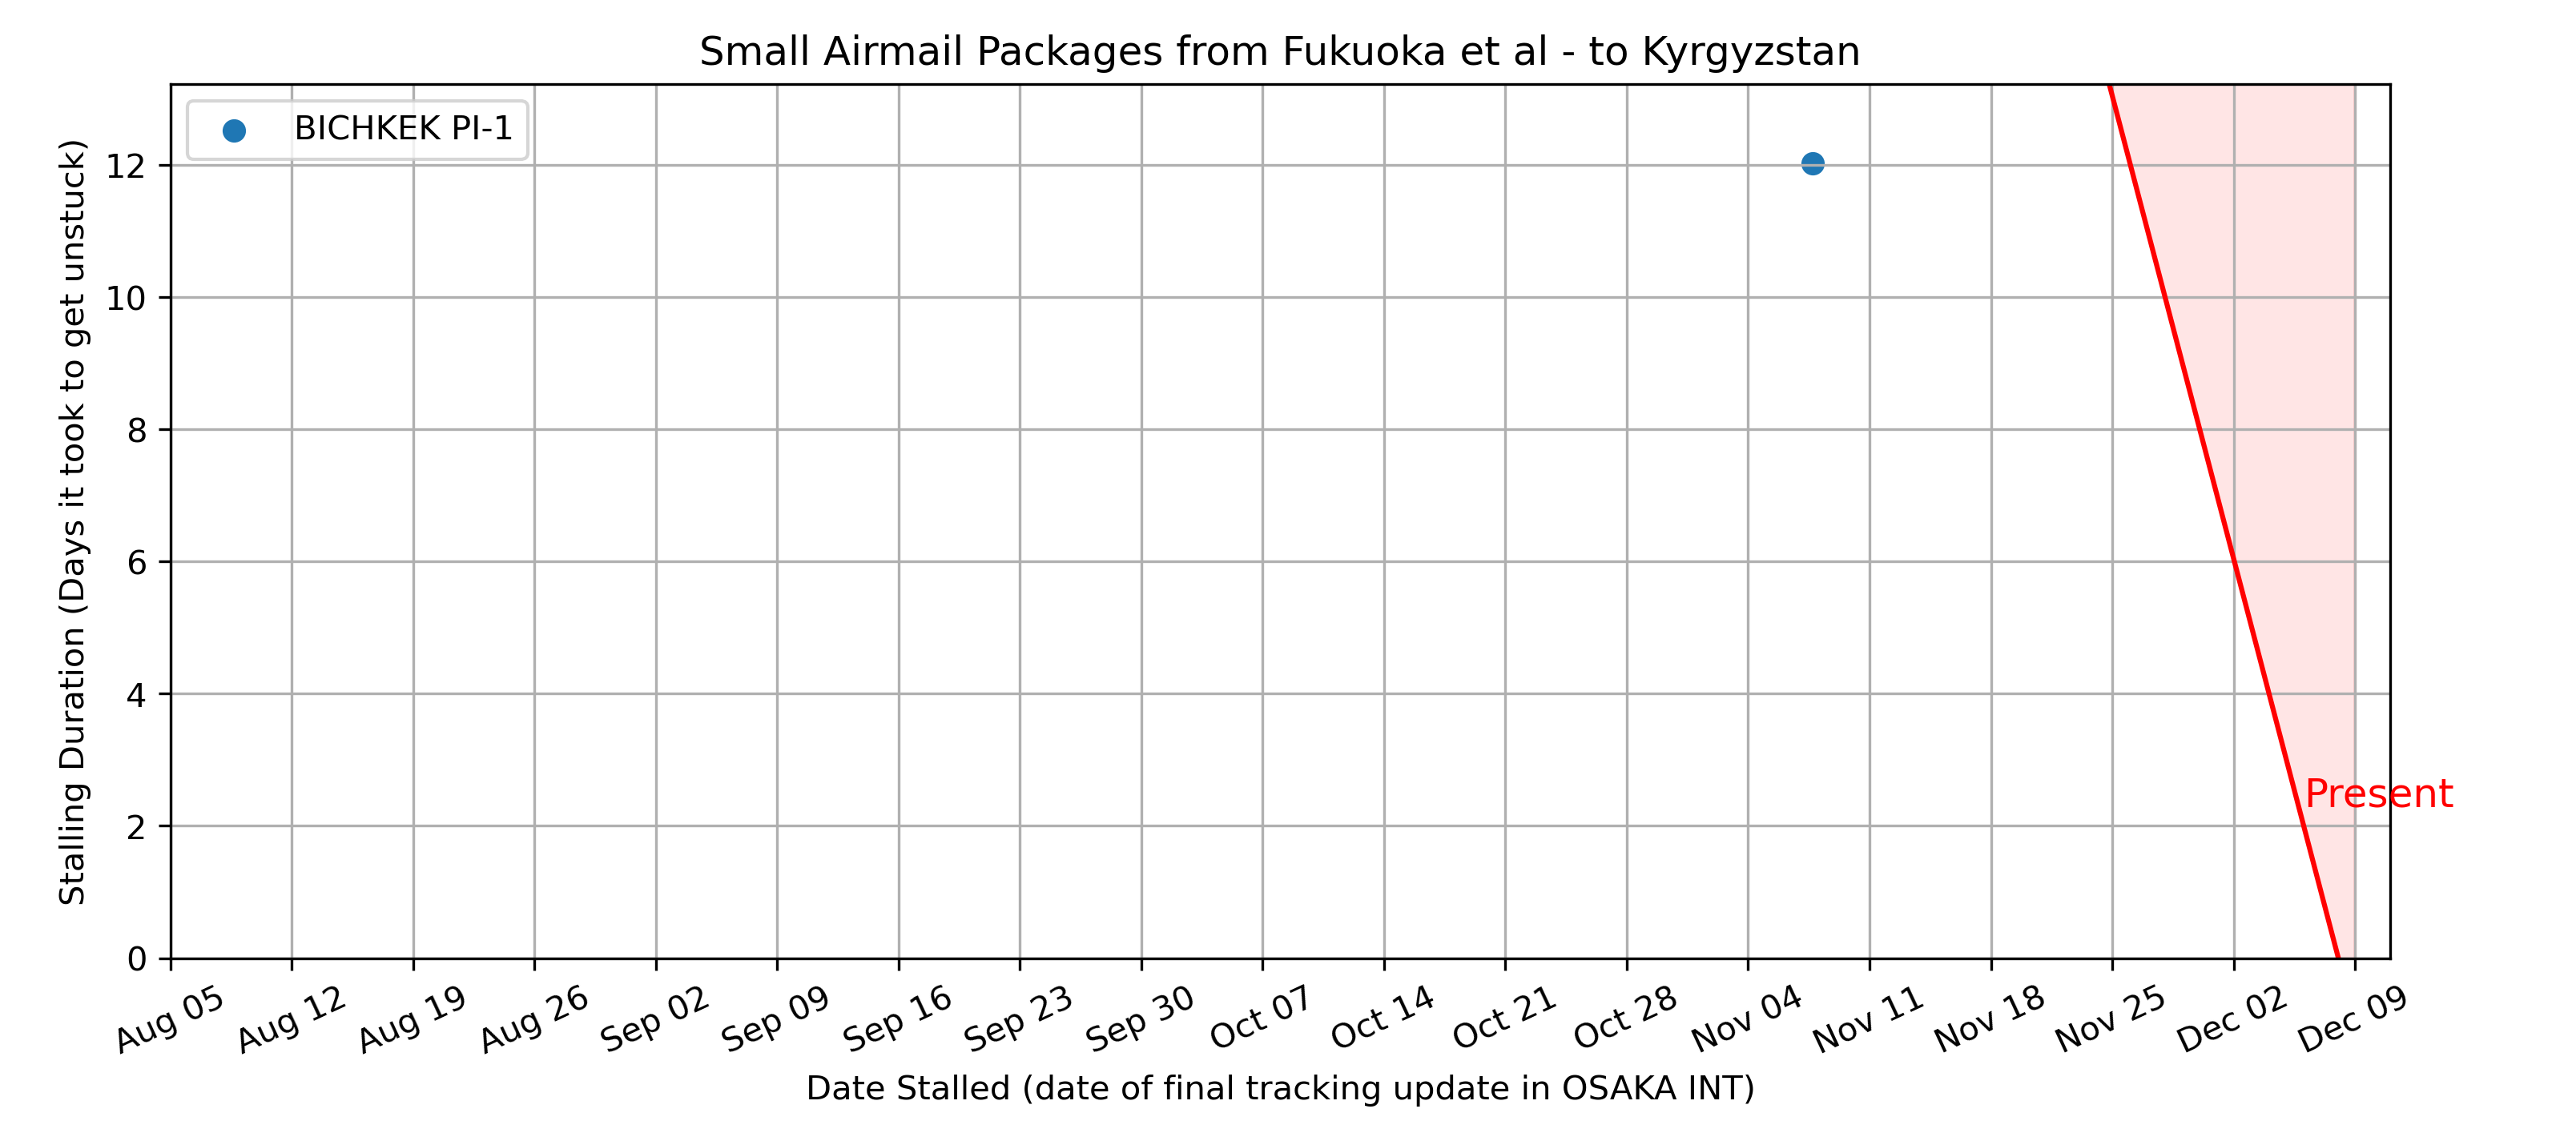 Small Airmail Packages from Fukuoka et al - to Kyrgyzstan
BICHKEK PI-1
Stalling Duration (Days it took to get unstuck)
12
10
8
6
4
2
0
Present
Aug 05
Aug 12
Aug 19
Aug 26
Sep 02
Sep 09
Sep 16
Sep 23
Sep 30
Oct 07
Oct 14
Oct 21
Oct 28
Nov 04
Nov 11
Nov 18
Nov 25
Dec 02
Dec 09
Date Stalled (date of final tracking update in OSAKA INT)